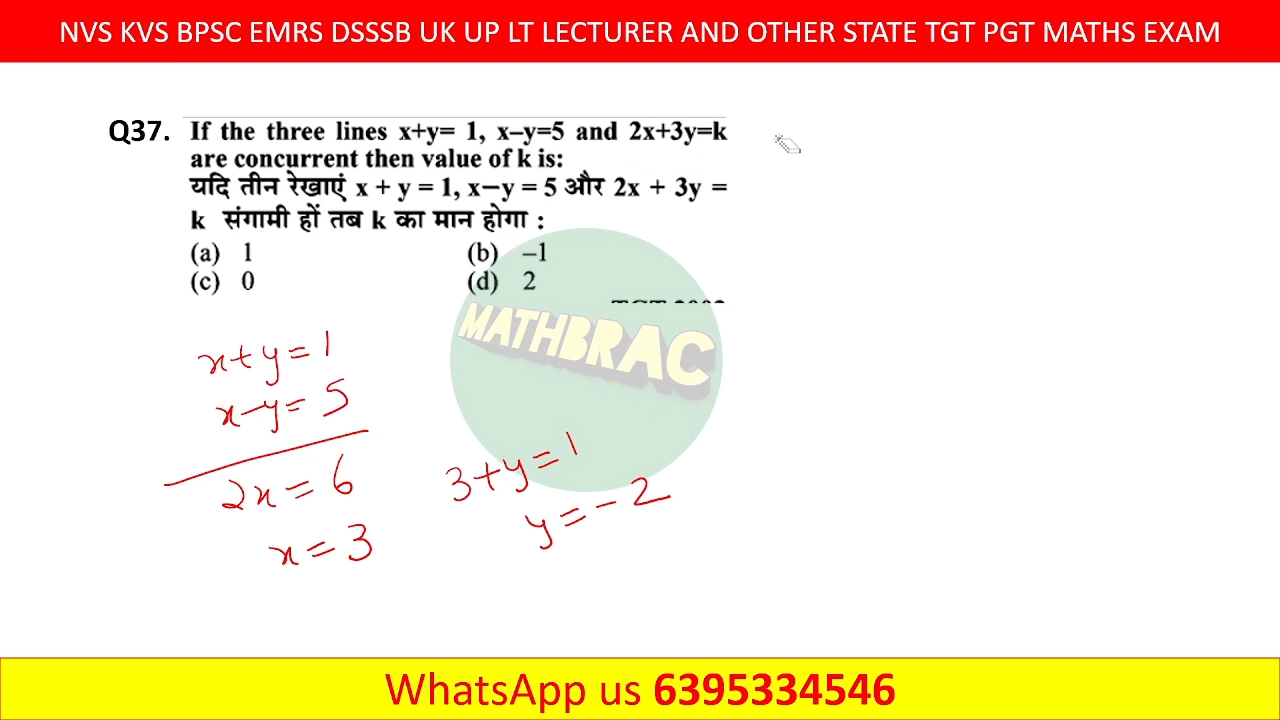 NVS KVS BPSC EMRS DSSSB UK UP LT LECTURER AND OTHER STATE TGT PGT MATHS EXAM
Q37. If the three lines x+y= 1, x–y=5 and 2x+3y=k
are concurrent then value of k is:
यदि तीन रेखाएं x + y = 1, x−y = 5 और 2x + 3y =
k संगामी हों तब k का मान होगा :
(a) 1 (b) –1
(c) 0 (d) 2
MATHBRAC
x+y=1
x-y=5
2x=6
x=3
3+y=1
y=-2
WhatsApp us 6395334546